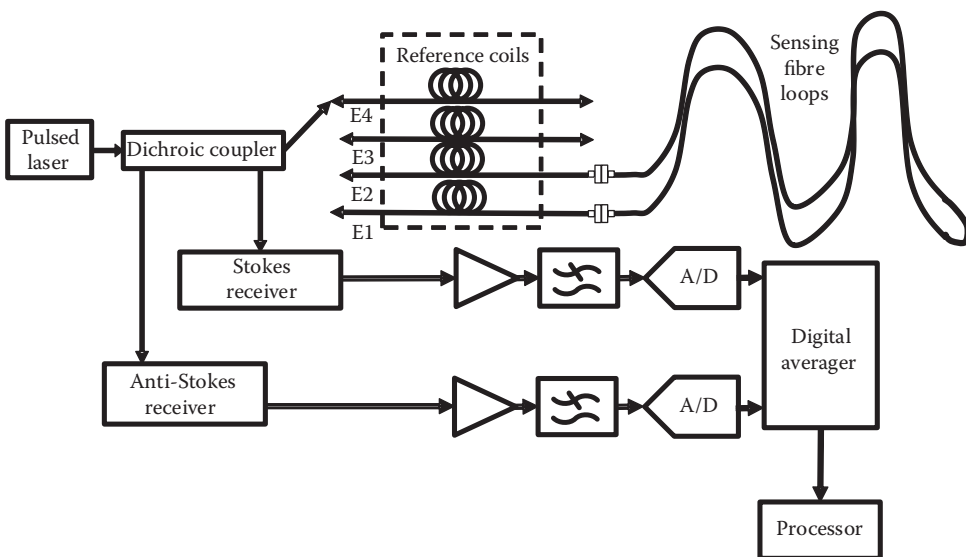 Reference coils
Sensing
fibre
loops
E4
Pulsed
laser
Dichroic coupler
E3
E2
E1
Stokes
receiver
A/D
Digital
averager
Anti-Stokes
receiver
A/D
Processor